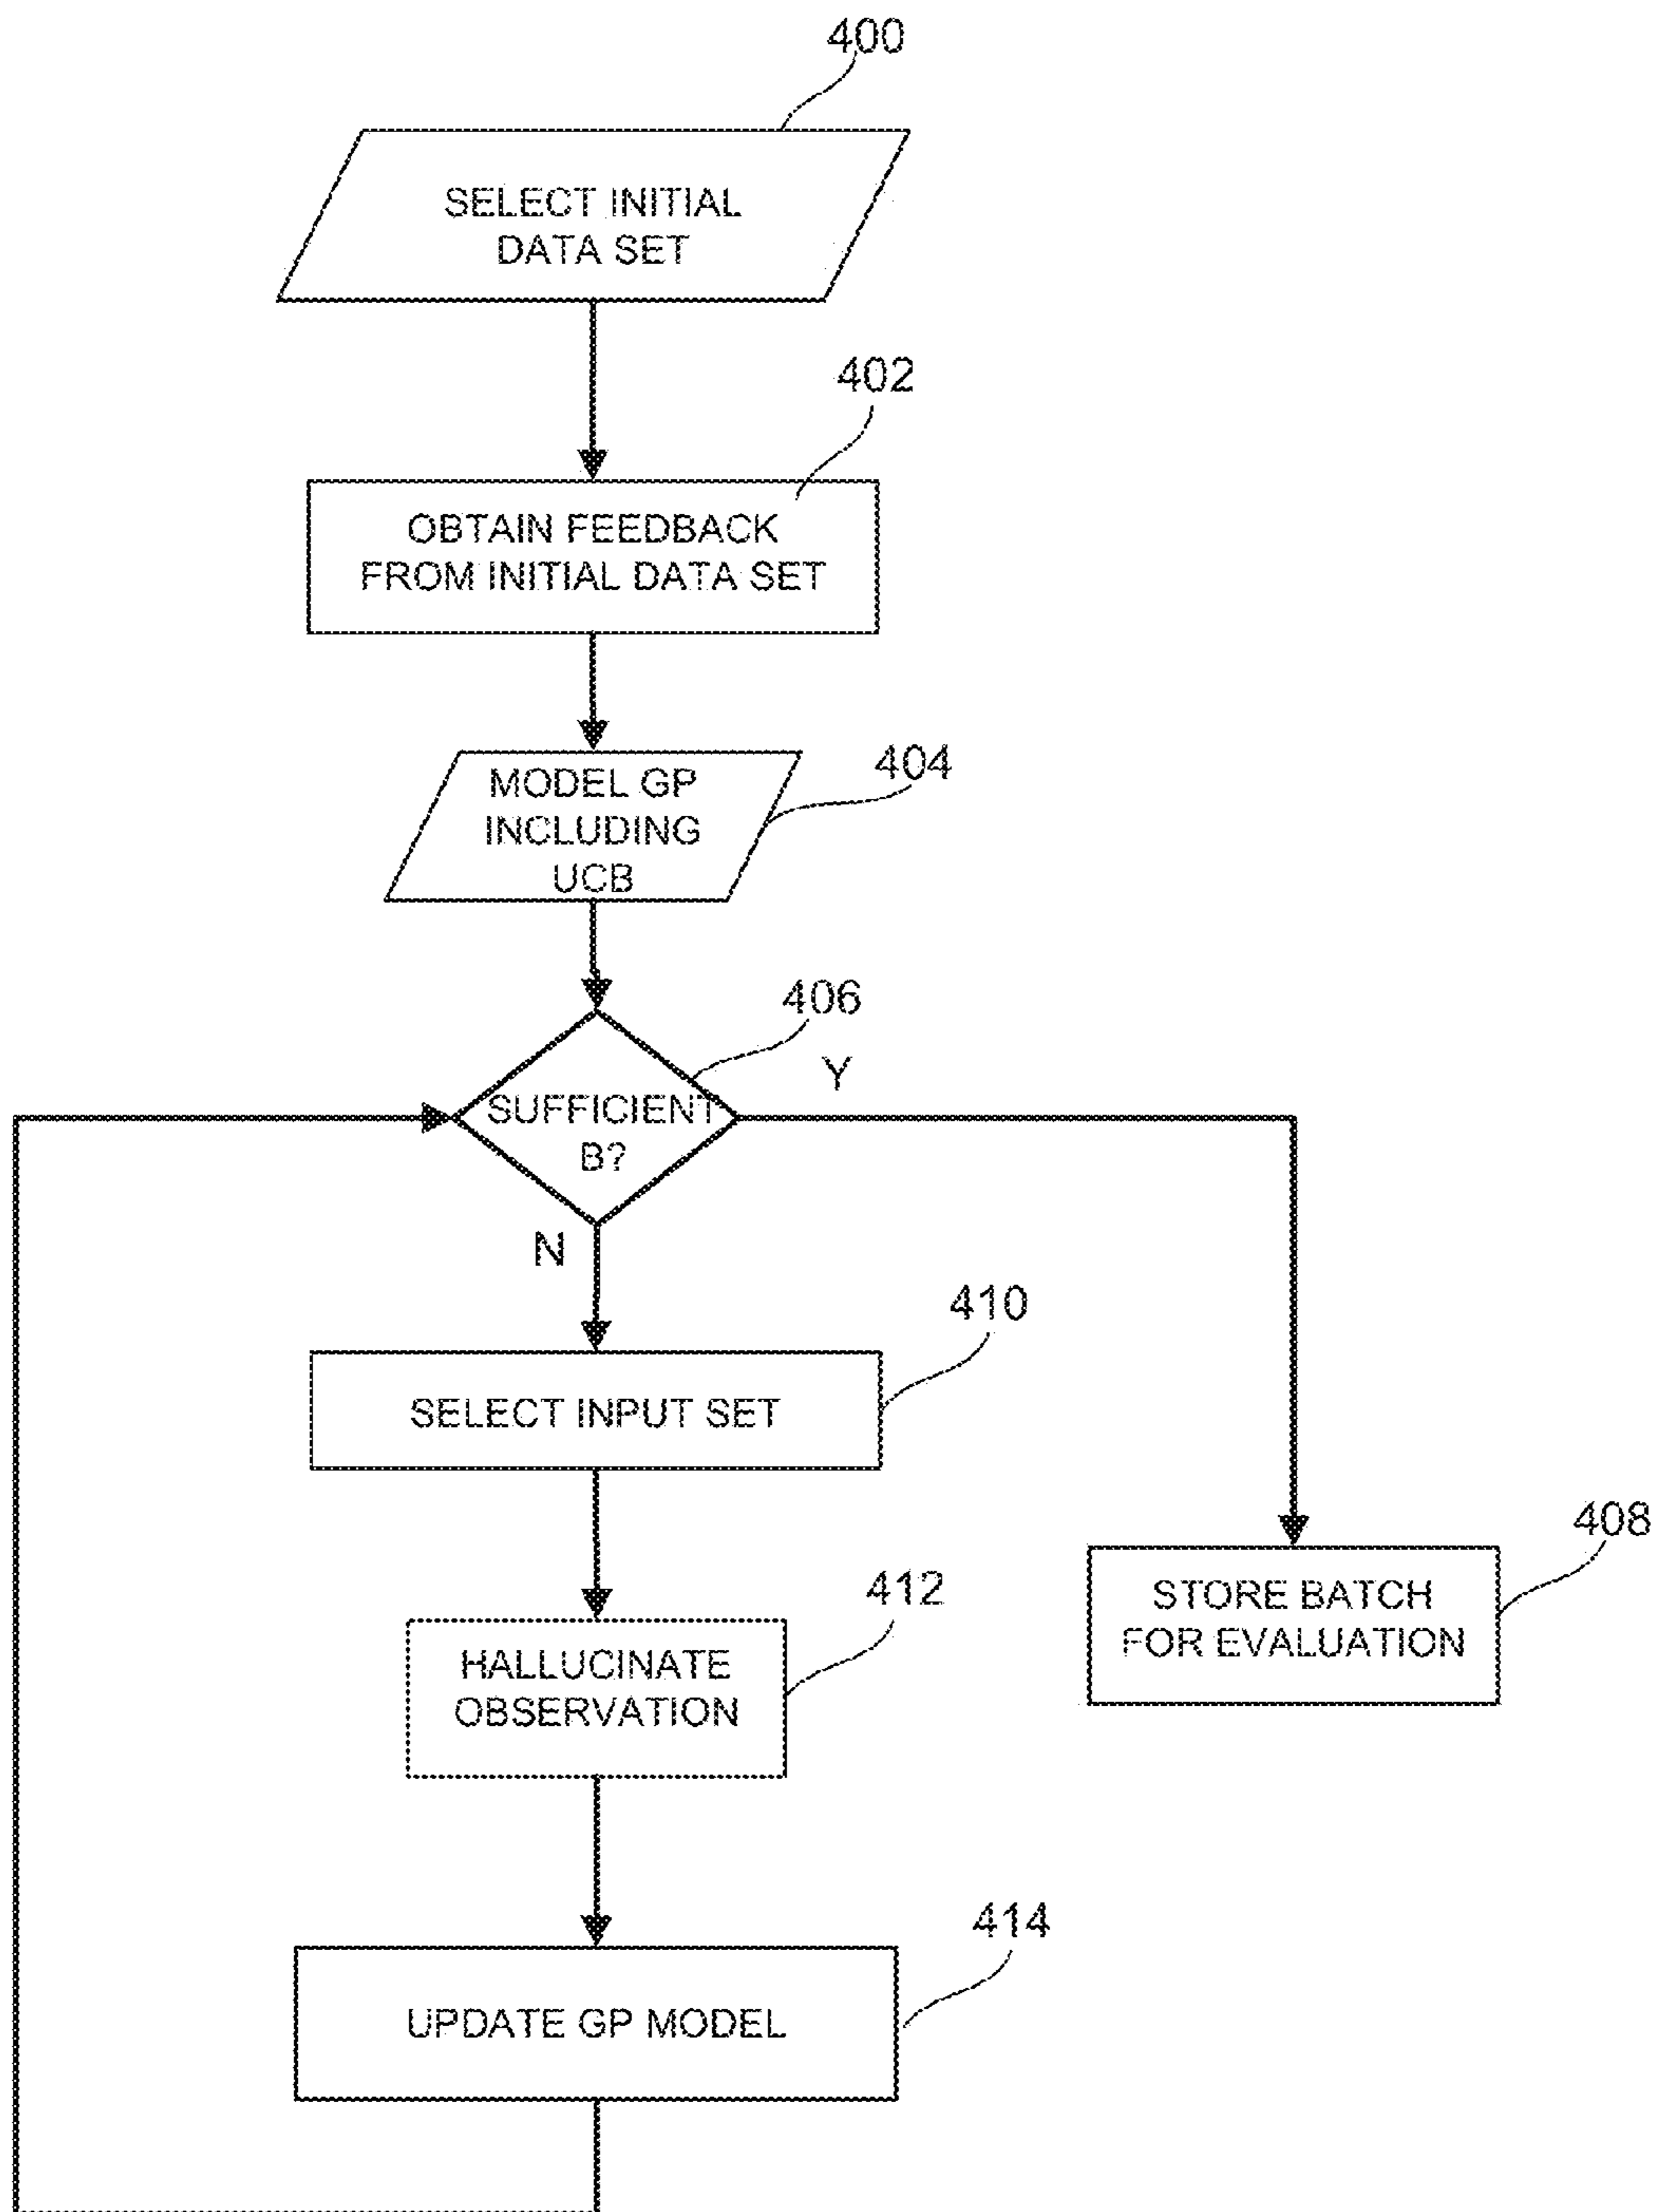 400
SELECT INITIAL
DATA SET
402
OBTAIN FEEDBACK
FROM INITIAL DATA SET
404
MODEL GP
INCLUDING
UCB
406
Y
SUFFICIENT
B?
N
410
SELECT INPUT SET
408
STORE BATCH
FOR EVALUATION
412
HALLUCINATE
OBSERVATION
414
UPDATE GP MODEL